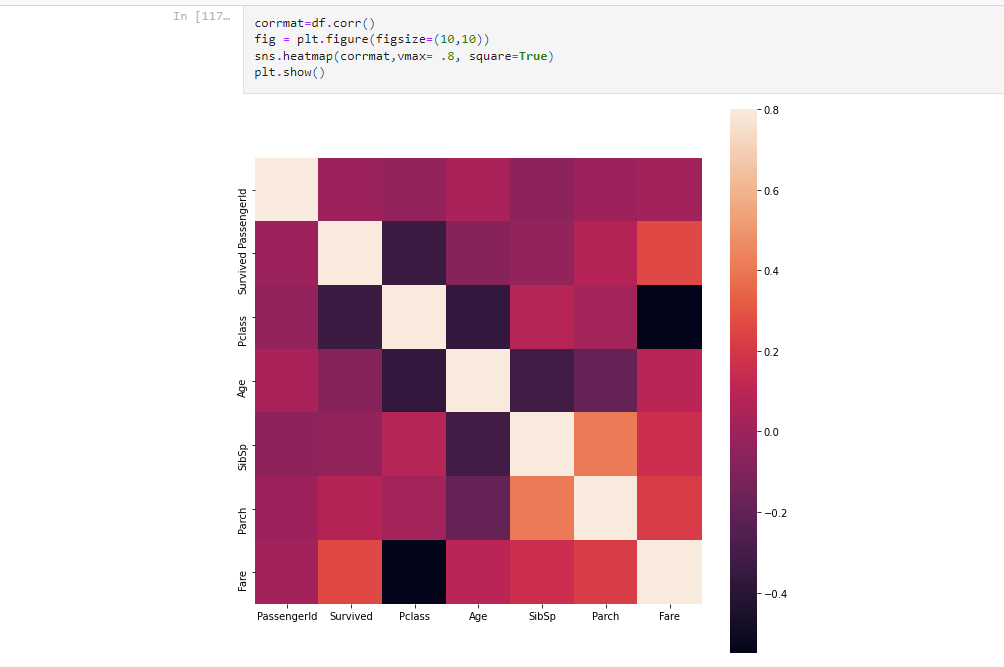 In [117…
corrmat=df.corr()
fig = plt.figure(figsize=(10,10))
sns.heatmap(corrmat,vmax= .8, square=True)
plt.show()
0.8
0.6
0.4
0.2
0.0
−0.2
−0.4
PassengerId
Survived
Pclass
Age
SibSp
Parch
Fare
PassengerId Survived Pclass Age SibSp Parch Fare